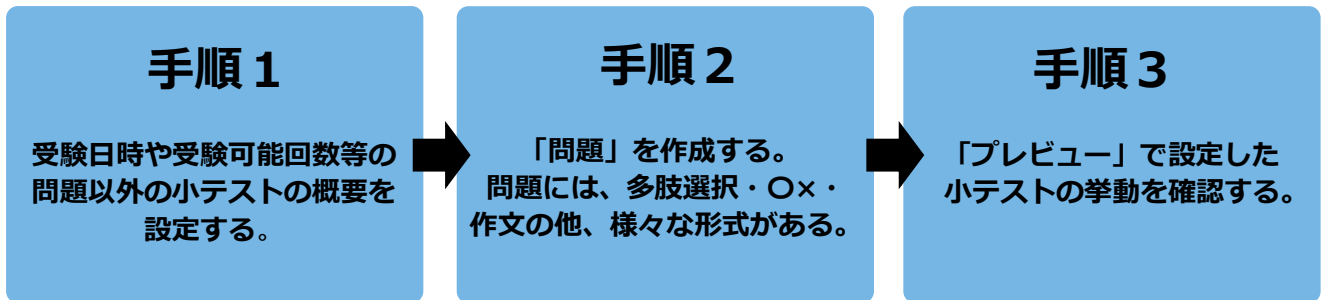 手順1
受験日時や受験可能回数等の
問題以外の小テストの概要を
設定する。
手順2
「問題」を作成する。
問題には、多肢選択・〇×・
作文の他、様々な形式がある。
手順3
「プレビュー」で設定した
小テストの挙動を確認する。